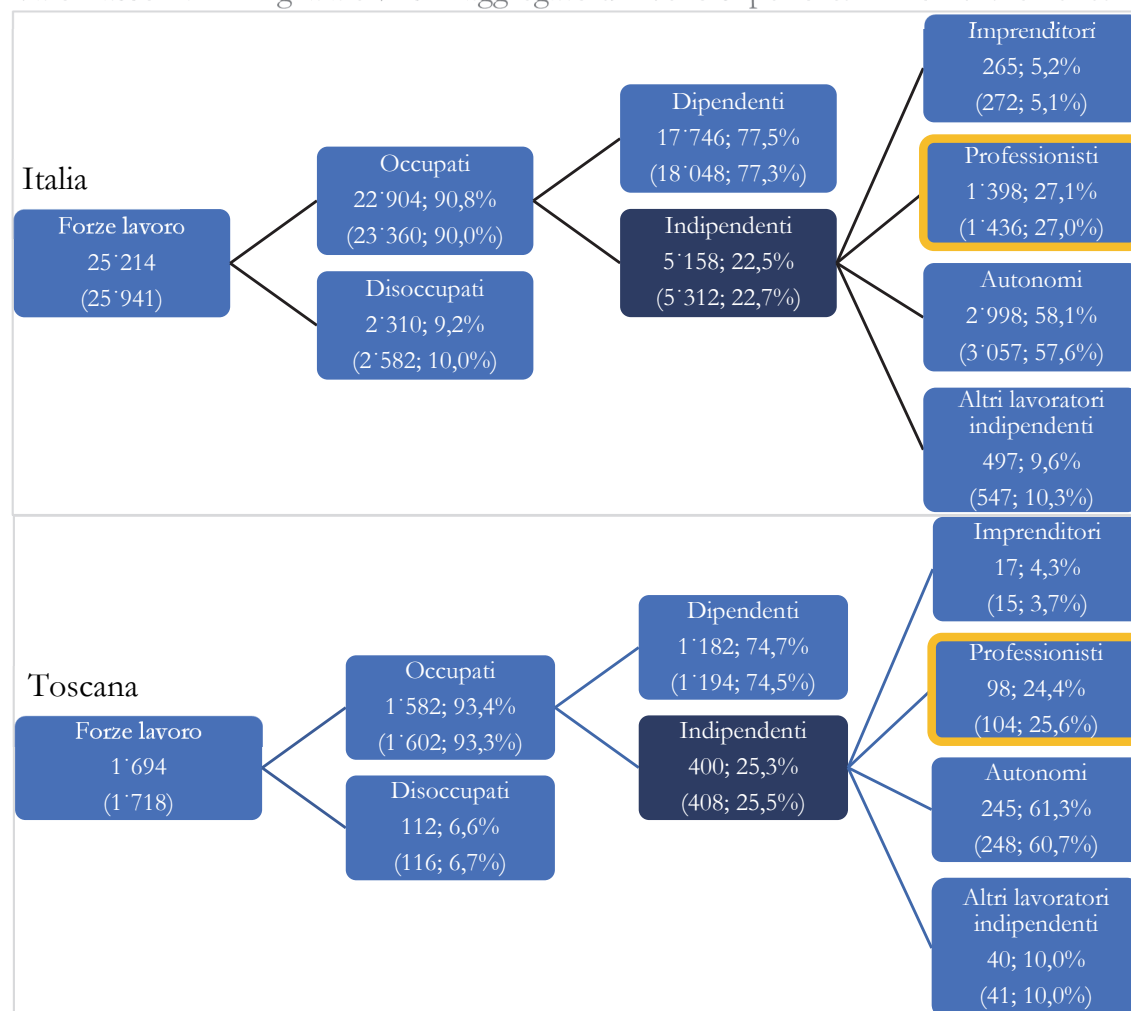 Italia
Forze lavoro
25˙214
(25˙941)
Occupati
22˙904; 90,8%
(23˙360; 90,0%)
Disoccupati
2˙310; 9,2%
(2˙582; 10,0%)
Dipendenti
17˙746; 77,5%
(18˙048; 77,3%)
Indipendenti
5˙158; 22,5%
(5˙312; 22,7%)
Imprenditori
265; 5,2%
(272; 5,1%)
Professionisti
1˙398; 27,1%
(1˙436; 27,0%)
Autonomi
2˙998; 58,1%
(3˙057; 57,6%)
Altri lavoratori
indipendenti
497; 9,6%
(547; 10,3%)
Toscana
Forze lavoro
1˙694
(1˙718)
Occupati
1˙582; 93,4%
(1˙602; 93,3%)
Disoccupati
112; 6,6%
(116; 6,7%)
Dipendenti
1˙182; 74,7%
(1˙194; 74,5%)
Indipendenti
400; 25,3%
(408; 25,5%)
Imprenditori
17; 4,3%
(15; 3,7%)
Professionisti
98; 24,4%
(104; 25,6%)
Autonomi
245; 61,3%
(248; 60,7%)
Altri lavoratori
indipendenti
40; 10,0%
(41; 10,0%)